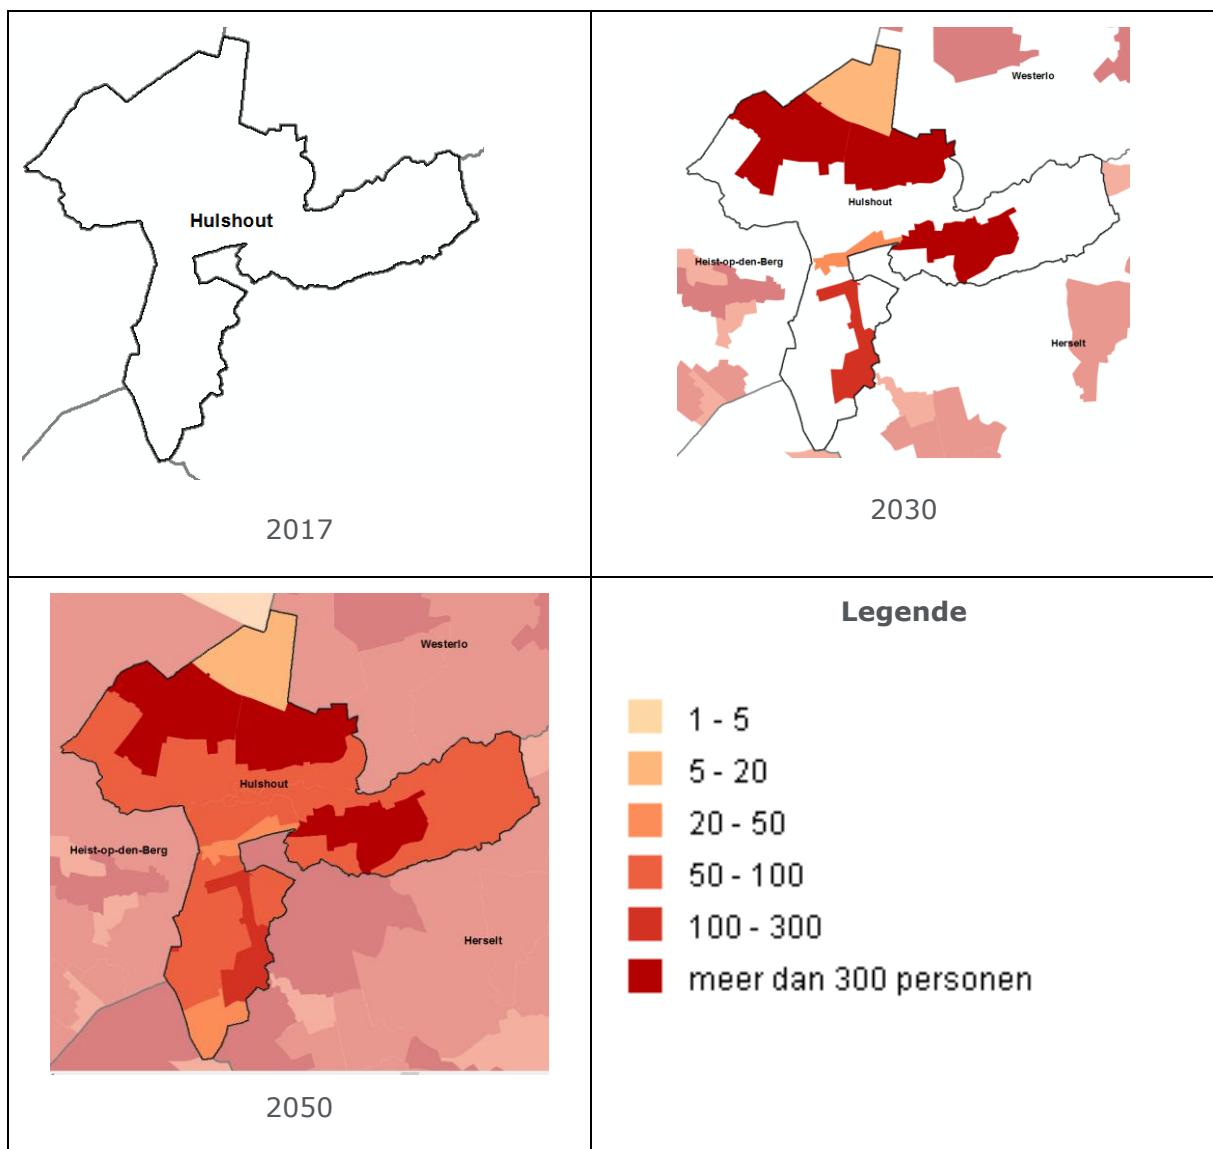 Hulshout
2017
Westerlo
Hulshout
Heist-op-den-Berg
Herselt
2030
Westerlo
Hulshout
Heist-op-den-Berg
Herselt
2050
Legende
1 - 5
5 - 20
20 - 50
50 - 100
100 - 300
meer dan 300 personen